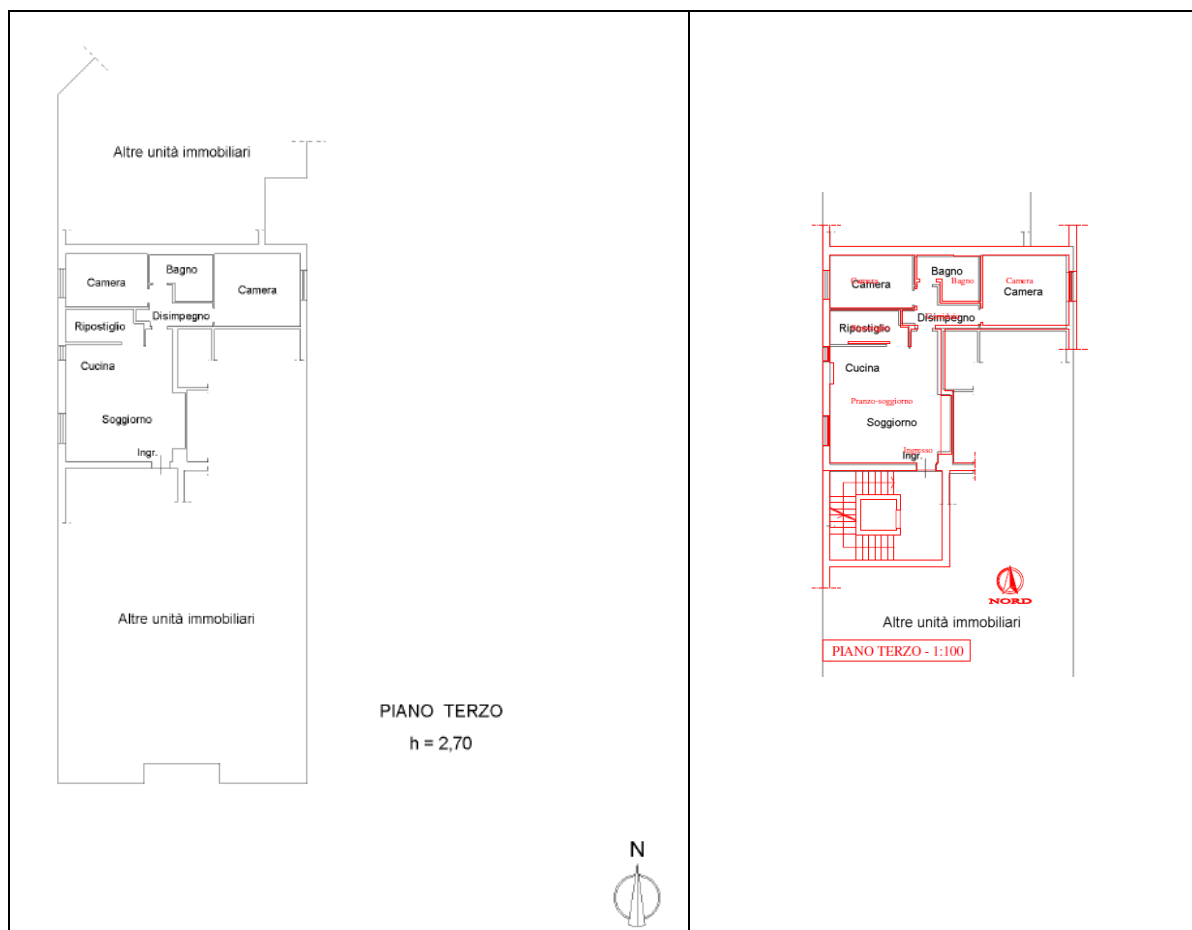 Altre unità immobiliari
Bagno
Camera
Camera
Disimpegno
Ripostiglio
Cucina
Soggiorno
Ingr.
Altre unità immobiliari
PIANO TERZO
h = 2,70
N
Bagno
Camera
Bagno
Camera
Camera
Camera
Disimpegno
Ripostiglio
Cucina
Pranzo-soggiorno
Soggiorno
Ingresso
Ingr.
NORD
Altre unità immobiliari
PIANO TERZO - 1:100